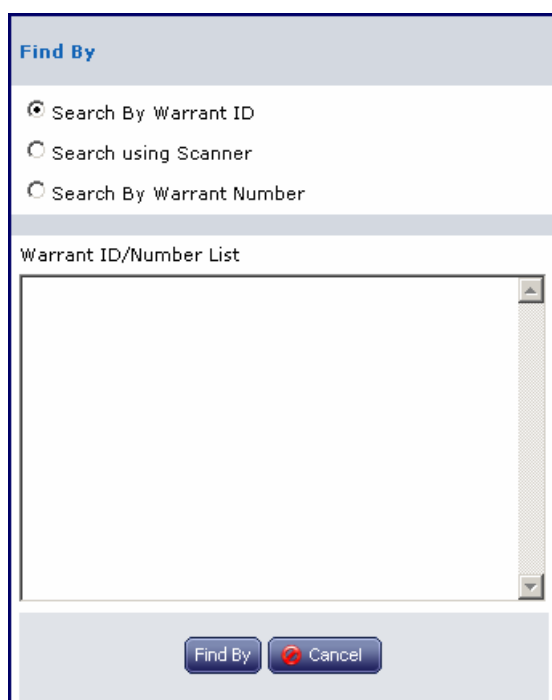 Find By
Search By Warrant ID
Search using Scanner
Search By Warrant Number
Warrant ID/Number List
Find By Cancel